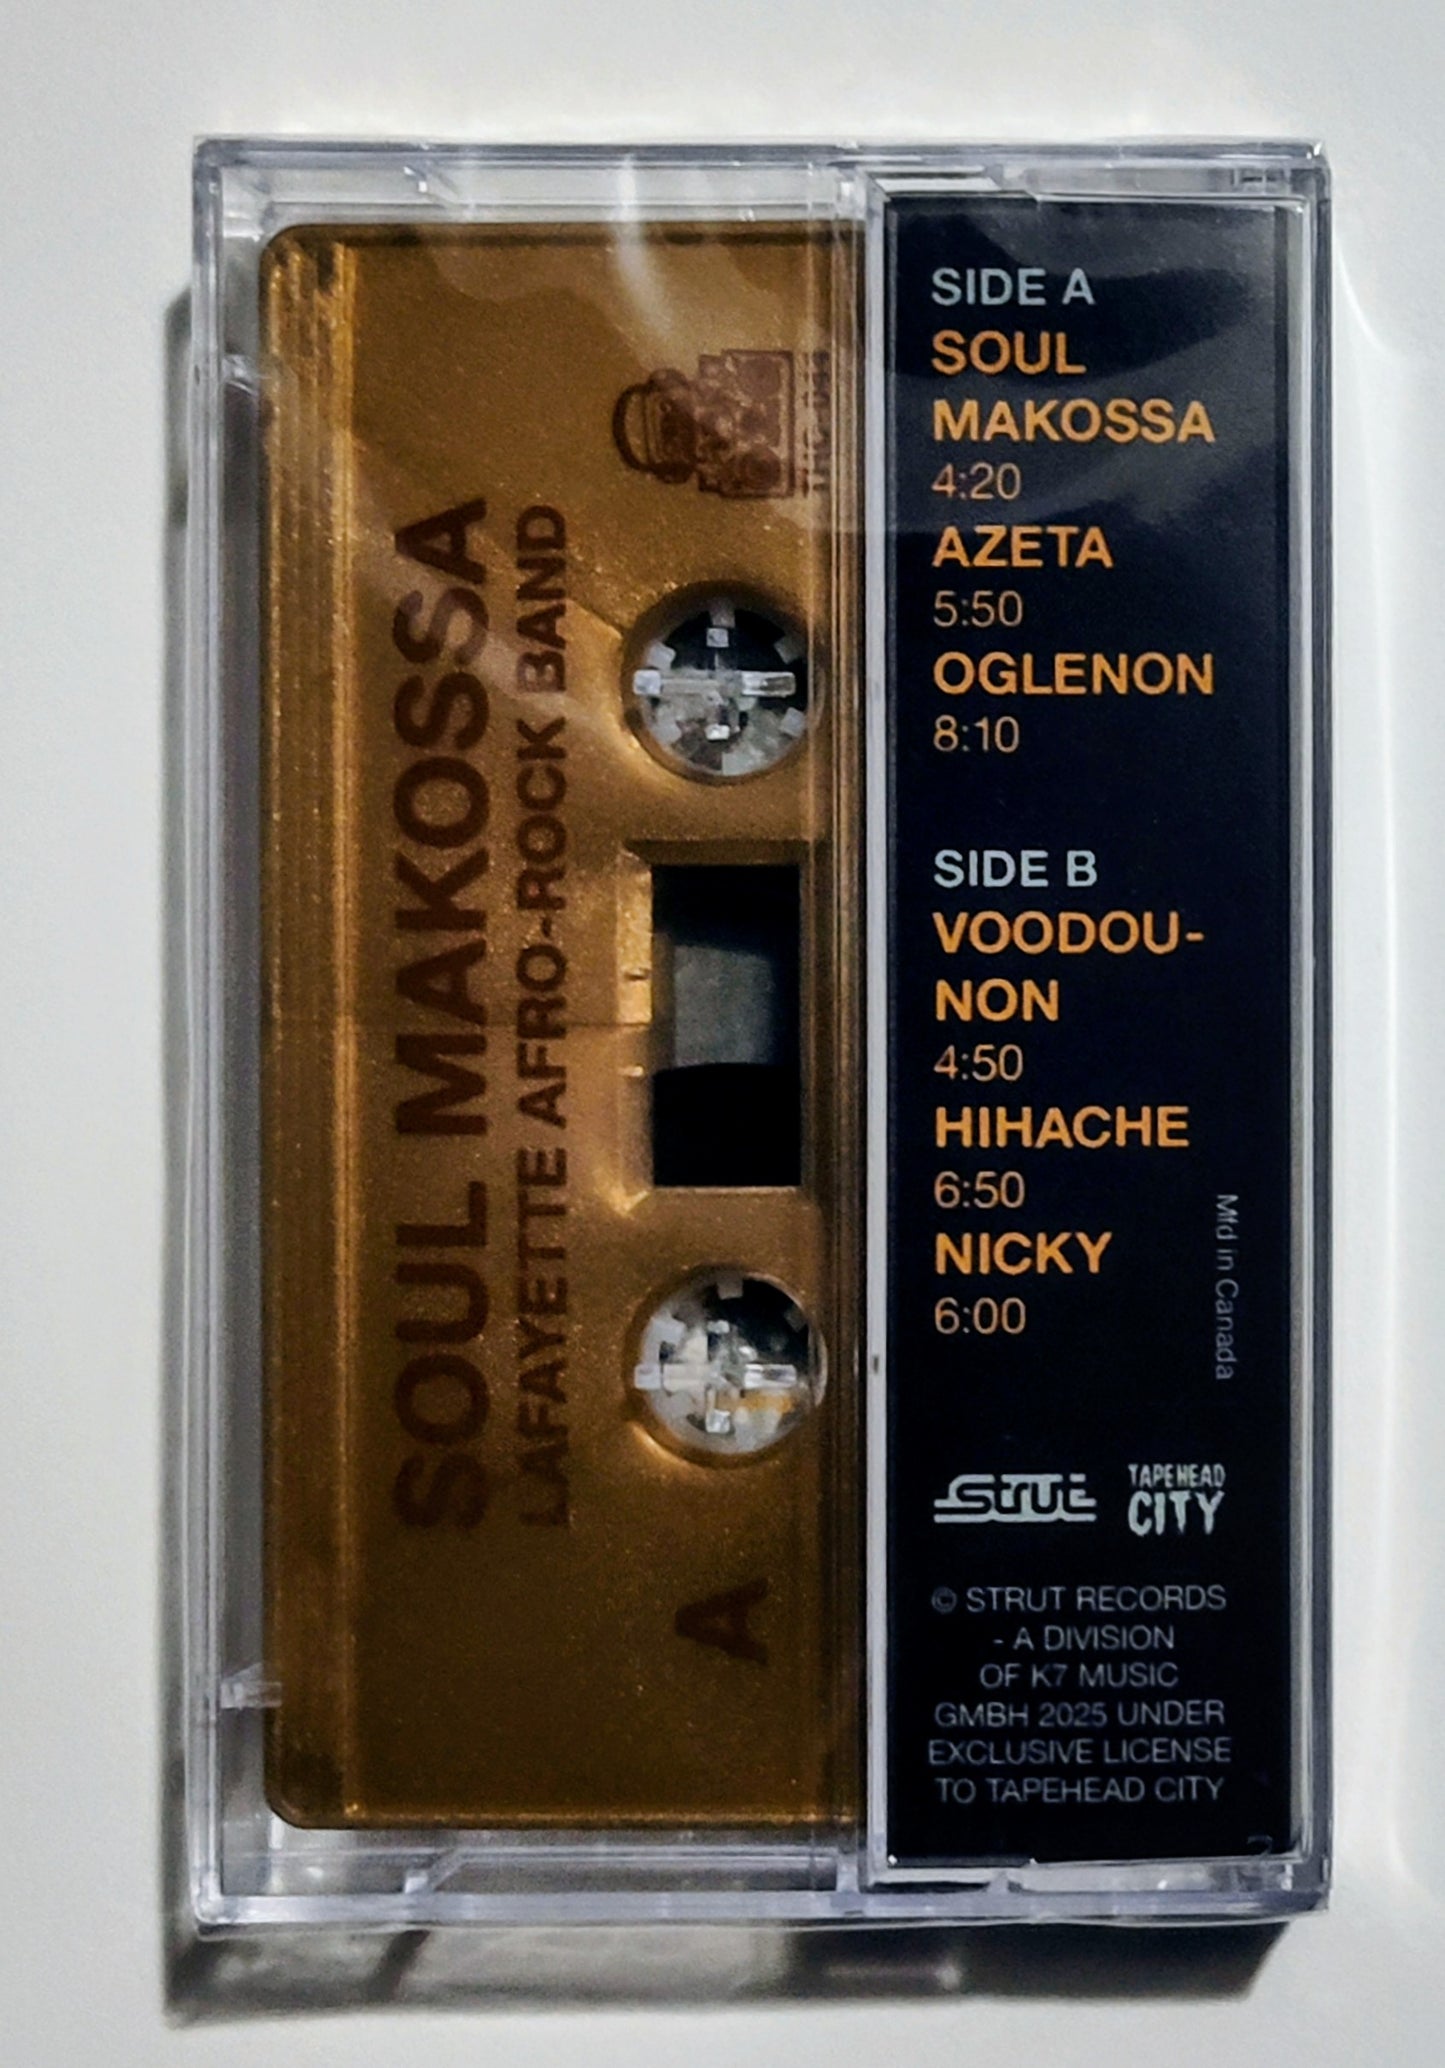 SOUL MAKOSSA
LAFAYETTE AFRO-ROCK BAND
A
SIDE A
SOUL
MAKOSSA
4:20
AZETA
5:50
OGLENON
8:10
SIDE B
VOODOU-
NON
4:50
HIHACHE
6:50
NICKY
6:00
Mfd in Canada
STRUT
TAPEHEAD
CITY
© STRUT RECORDS
- A DIVISION
OF K7 MUSIC
GMBH 2025 UNDER
EXCLUSIVE LICENSE
TO TAPEHEAD CITY